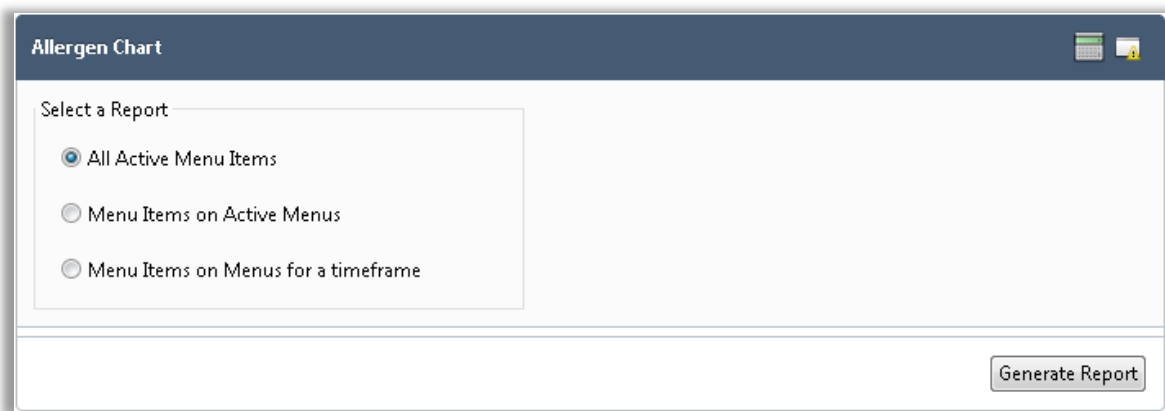 Allergen Chart
Select a Report
All Active Menu Items
Menu Items on Active Menus
Menu Items on Menus for a timeframe
Generate Report